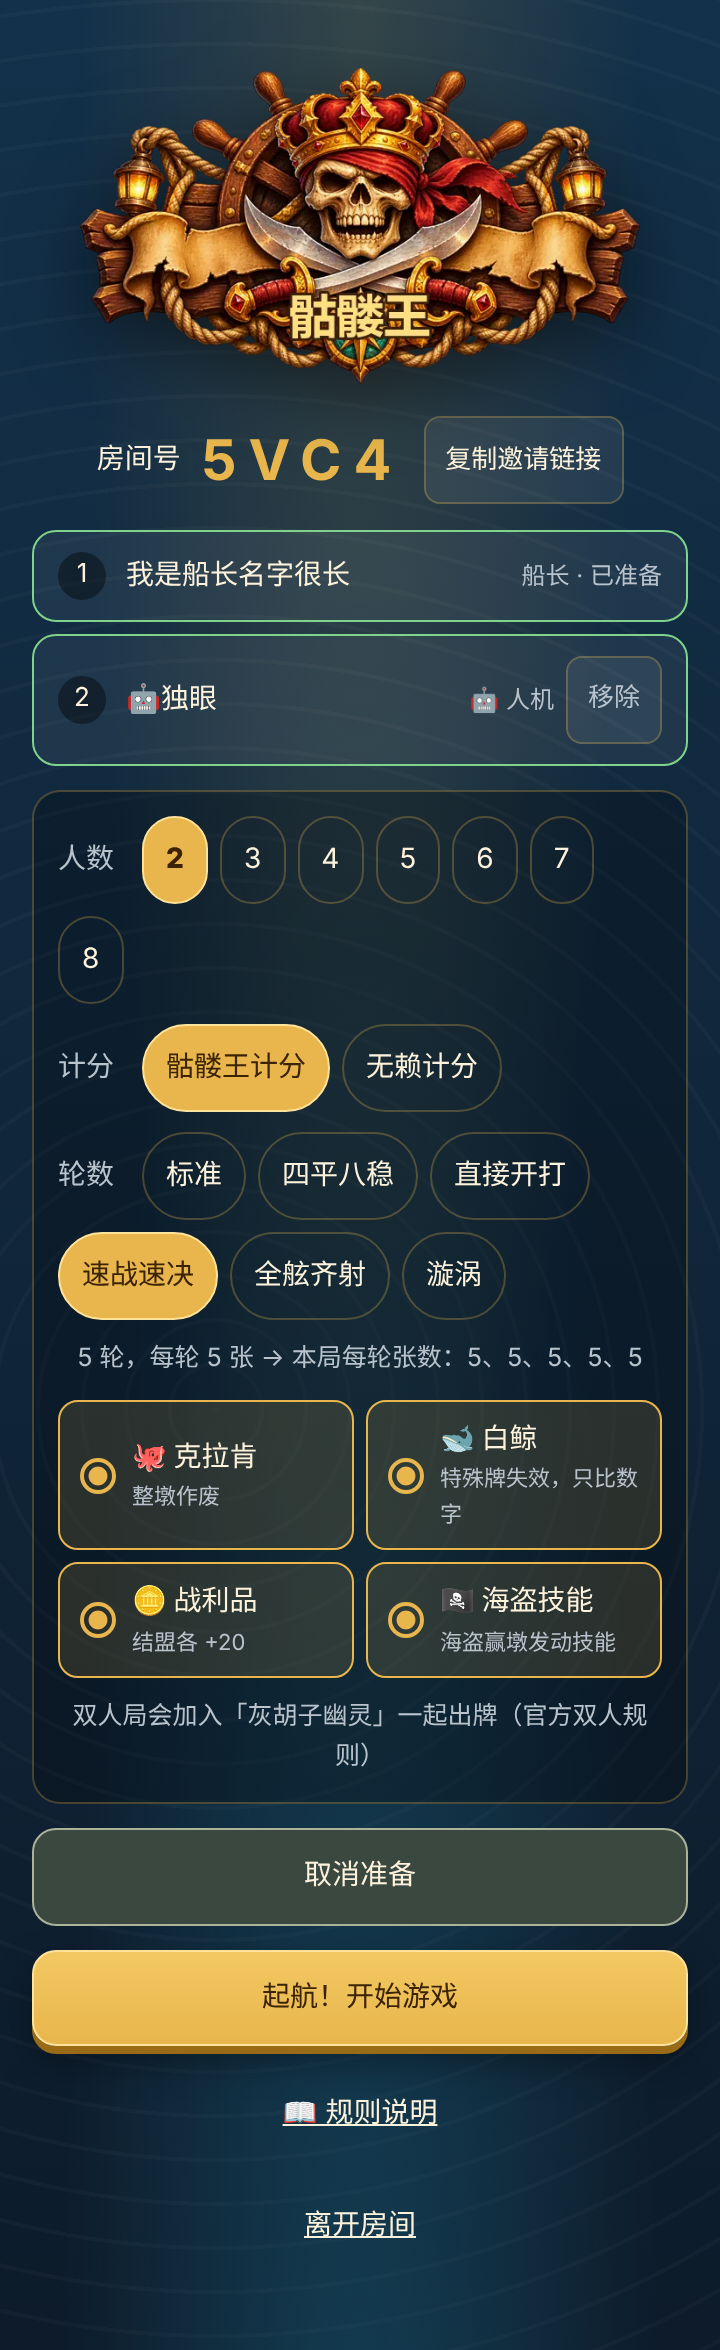 骷髅王
房间号 5VC4 复制邀请链接
1 我是船长名字很长 船长 · 已准备
2 🤖独眼 🤖 人机 移除
人数 2 3 4 5 6 7
8
计分 骷髅王计分 无赖计分
轮数 标准 四平八稳 直接开打
速战速决 全舷齐射 漩涡
5 轮，每轮 5 张 → 本局每轮张数：5、5、5、5、5
🐙 克拉肯
整墩作废
🐋 白鲸
特殊牌失效，只比数
字
🪙 战利品
结盟各 +20
🏴‍☠️ 海盗技能
海盗赢墩发动技能
双人局会加入「灰胡子幽灵」一起出牌（官方双人规
则）
取消准备
起航！开始游戏
📖 规则说明
离开房间